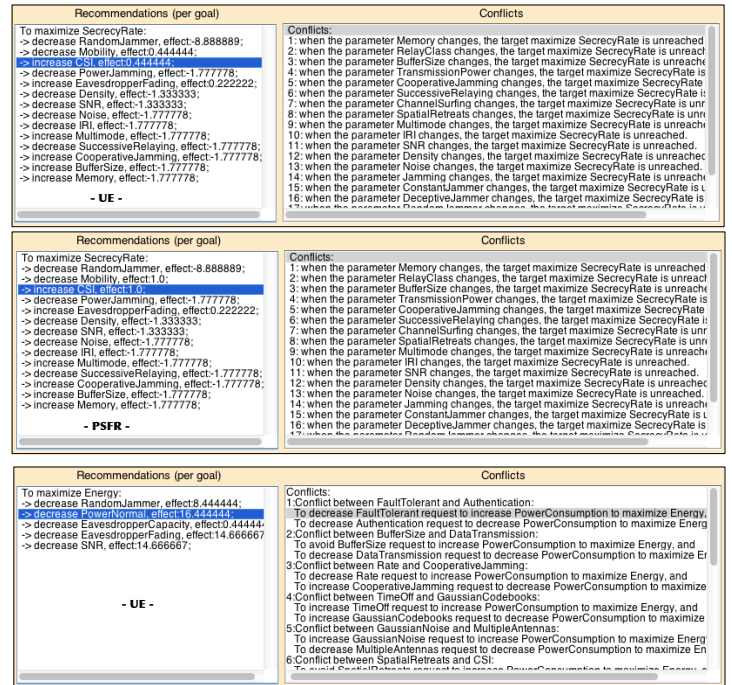 Recommendations (per goal)
To maximize SecrecyRate:
-> decrease RandomJammer, effect:-8.888889;
-> decrease Mobility, effect:0.444444;
-> increase CSI, effect:0.444444;
-> decrease PowerJamming, effect:-1.777778;
-> increase EavesdropperFading, effect:0.222222;
-> decrease Density, effect:-1.333333;
-> decrease SNR, effect:-1.333333;
-> decrease Noise, effect:-1.777778;
-> decrease IRI, effect:-1.777778;
-> increase Multimode, effect:-1.777778;
-> decrease SuccessiveRelaying, effect:-1.777778;
-> increase CooperativeJamming, effect:-1.777778;
-> increase BufferSize, effect:-1.777778;
-> increase Memory, effect:-1.777778;
- UE -
Conflicts
Conflicts:
1: when the parameter Memory changes, the target maximize SecrecyRate is unreached
2: when the parameter RelayClass changes, the target maximize SecrecyRate is unreach
3: when the parameter BufferSize changes, the target maximize SecrecyRate is unreache
4: when the parameter TransmissionPower changes, the target maximize SecrecyRate is
5: when the parameter CooperativeJamming changes, the target maximize SecrecyRate
6: when the parameter SuccessiveRelaying changes, the target maximize SecrecyRate is
7: when the parameter ChannelSurfing changes, the target maximize SecrecyRate is unr
8: when the parameter SpatialRetreats changes, the target maximize SecrecyRate is unr
9: when the parameter Multimode changes, the target maximize SecrecyRate is unreache
10: when the parameter IRI changes, the target maximize SecrecyRate is unreached.
11: when the parameter SNR changes, the target maximize SecrecyRate is unreached.
12: when the parameter Density changes, the target maximize SecrecyRate is unreached
13: when the parameter Noise changes, the target maximize SecrecyRate is unreached.
14: when the parameter Jamming changes, the target maximize SecrecyRate is unreache
15: when the parameter ConstantJammer changes, the target maximize SecrecyRate is u
16: when the parameter DeceptiveJammer changes, the target maximize SecrecyRate is
Recommendations (per goal)
To maximize SecrecyRate:
-> decrease RandomJammer, effect:-8.888889;
-> decrease Mobility, effect:1.0;
-> increase CSI, effect:1.0;
-> decrease PowerJamming, effect:-1.777778;
-> increase EavesdropperFading, effect:0.222222;
-> decrease Density, effect:-1.333333;
-> decrease SNR, effect:-1.333333;
-> decrease Noise, effect:-1.777778;
-> decrease IRI, effect:-1.777778;
-> increase Multimode, effect:-1.777778;
-> decrease SuccessiveRelaying, effect:-1.777778;
-> increase CooperativeJamming, effect:-1.777778;
-> increase BufferSize, effect:-1.777778;
-> increase Memory, effect:-1.777778;
- PSFR -
Conflicts
Conflicts:
1: when the parameter Memory changes, the target maximize SecrecyRate is unreached
2: when the parameter RelayClass changes, the target maximize SecrecyRate is unreach
3: when the parameter BufferSize changes, the target maximize SecrecyRate is unreache
4: when the parameter TransmissionPower changes, the target maximize SecrecyRate is
5: when the parameter CooperativeJamming changes, the target maximize SecrecyRate
6: when the parameter SuccessiveRelaying changes, the target maximize SecrecyRate is
7: when the parameter ChannelSurfing changes, the target maximize SecrecyRate is unr
8: when the parameter SpatialRetreats changes, the target maximize SecrecyRate is unr
9: when the parameter Multimode changes, the target maximize SecrecyRate is unreache
10: when the parameter IRI changes, the target maximize SecrecyRate is unreached.
11: when the parameter SNR changes, the target maximize SecrecyRate is unreached.
12: when the parameter Density changes, the target maximize SecrecyRate is unreached
13: when the parameter Noise changes, the target maximize SecrecyRate is unreached.
14: when the parameter Jamming changes, the target maximize SecrecyRate is unreache
15: when the parameter ConstantJammer changes, the target maximize SecrecyRate is u
16: when the parameter DeceptiveJammer changes, the target maximize SecrecyRate is
Recommendations (per goal)
To maximize Energy:
-> decrease RandomJammer, effect:8.444444;
-> decrease PowerNormal, effect:16.444444;
-> decrease EavesdropperCapacity, effect:0.444444
-> decrease EavesdropperFading, effect:14.666667
-> decrease SNR, effect:14.666667;
- UE -
Conflicts
Conflicts:
1:Conflict between FaultTolerant and Authentication:
To decrease FaultTolerant request to increase PowerConsumption to maximize Energy,
To decrease Authentication request to decrease PowerConsumption to maximize Energ
2:Conflict between BufferSize and DataTransmission:
To avoid BufferSize request to increase PowerConsumption to maximize Energy, and
To decrease DataTransmission request to decrease PowerConsumption to maximize Er
3:Conflict between Rate and CooperativeJamming:
To decrease Rate request to increase PowerConsumption to maximize Energy, and
To increase CooperativeJamming request to decrease PowerConsumption to maximize
4:Conflict between TimeOff and GaussianCodebooks:
To increase TimeOff request to increase PowerConsumption to maximize Energy, and
To increase GaussianCodebooks request to decrease PowerConsumption to maximize
5:Conflict between GaussianNoise and MultipleAntennas:
To increase GaussianNoise request to increase PowerConsumption to maximize Energ
To decrease MultipleAntennas request to decrease PowerConsumption to maximize En
6:Conflict between SpatialRetreats and CSI: